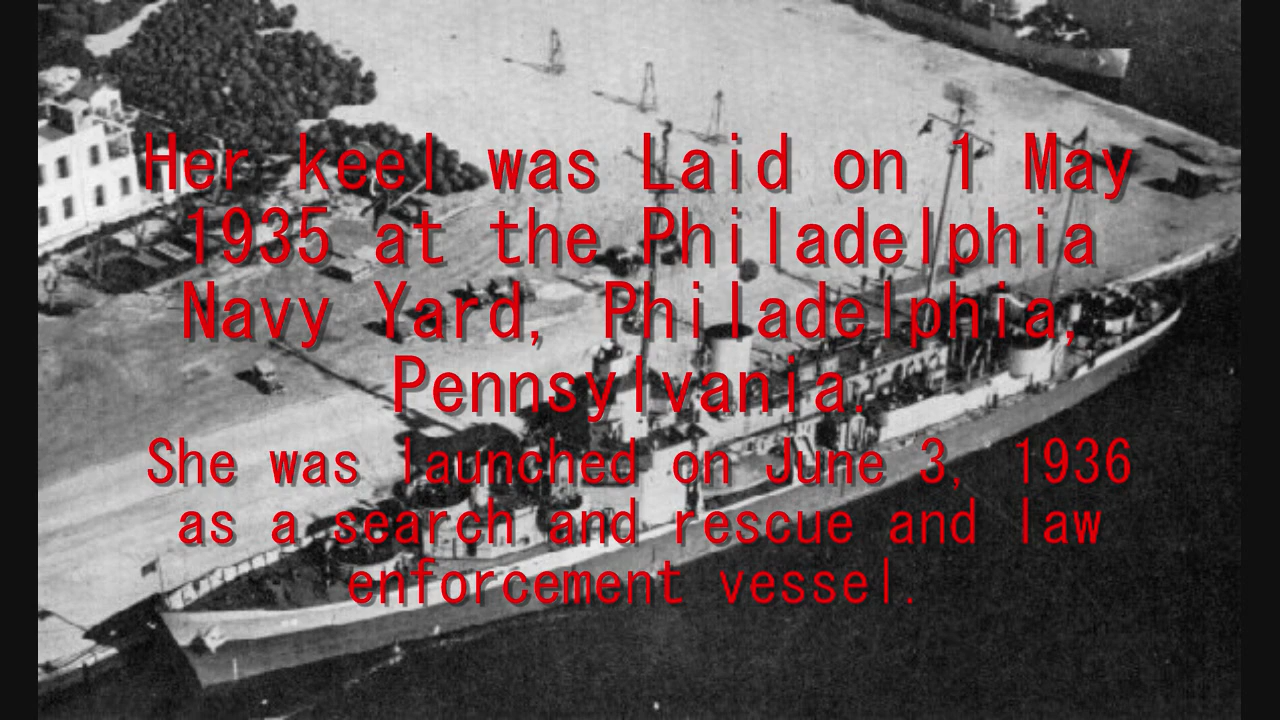 Her keel was Laid on 1 May
1935 at the Philadelphia
Navy Yard, Philadelphia,
Pennsylvania.
She was launched on June 3, 1936
as a search and rescue and law
enforcement vessel.